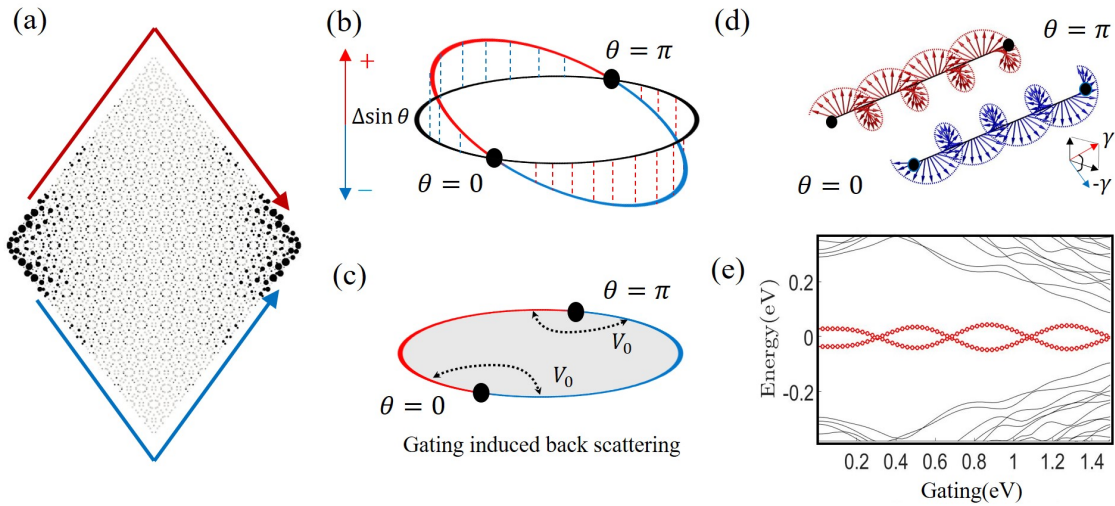 (a)
(b)
+
Δsin θ
−
θ = π
θ = 0
(c)
θ = π
V₀
V₀
θ = 0
Gating induced back scattering
(d)
θ = π
θ = 0
γ
-γ
(e)
Energy(eV)
0.2
0
-0.2
0.2 0.4 0.6 0.8 1 1.2 1.4
Gating(eV)